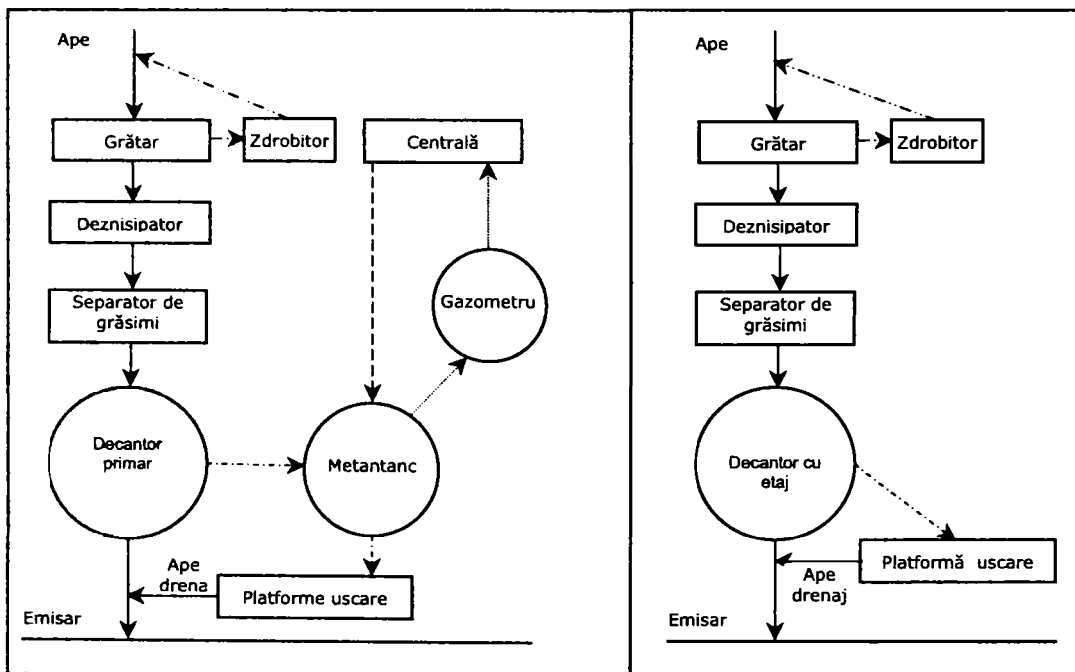 Ape
Grătar
Zdrobitor
Centrală
Deznisipator
Gazometru
Separator de
grăsimi
Decantor
primar
Metantanc
Ape
drena
Platforme uscare
Emisar
Ape
Grătar
Zdrobitor
Deznisipator
Separator de
grăsimi
Decantor cu
etaj
Platformă uscare
Ape
drenaj
Emisar